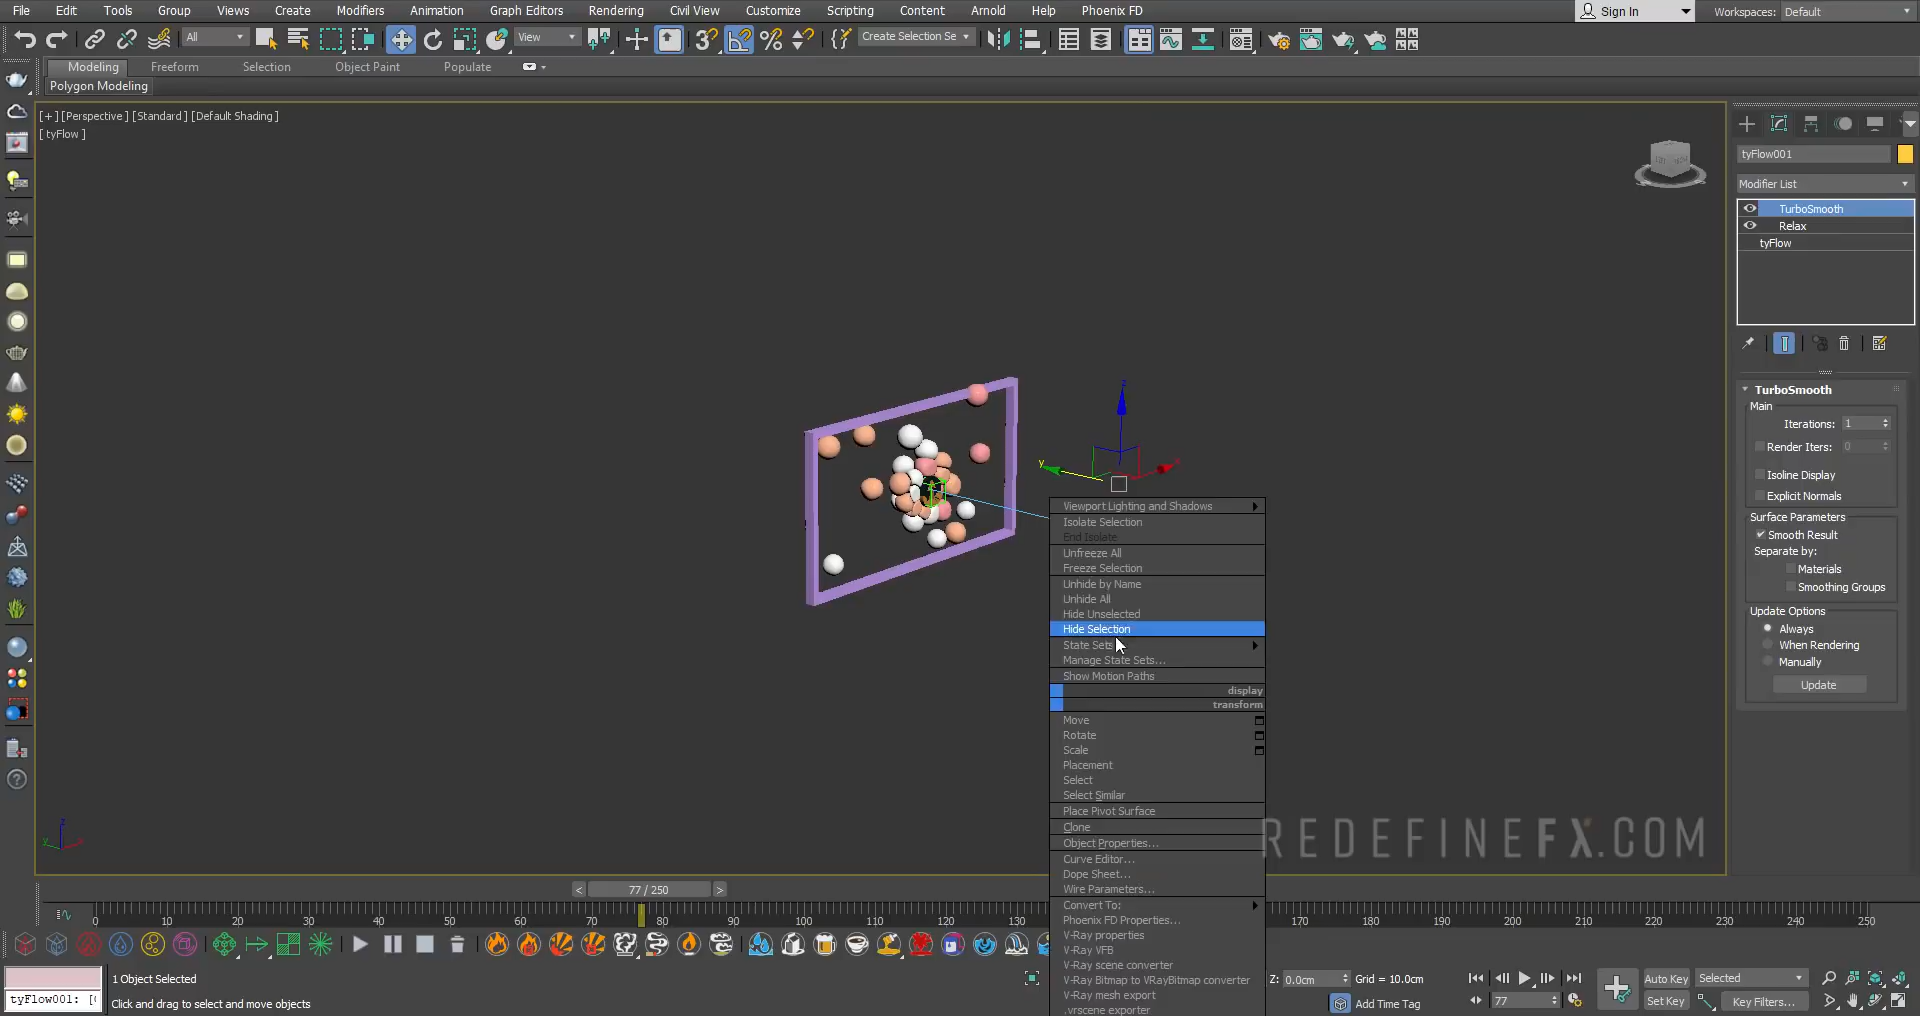 File Edit Tools Group Views Create Modifiers Animation Graph Editors Rendering Civil View Customize Scripting Content Arnold Help Phoenix FD Sign In Workspaces: Default
All View Create Selection Se
Modeling Freeform Selection Object Paint Populate
Polygon Modeling
[+] [Perspective ] [Standard ] [Default Shading ]
[ tyFlow ]
tyFlow001
Modifier List
TurboSmooth
Relax
tyFlow
TurboSmooth
Main
Iterations: 1
Render Iters: 0
Isoline Display
Explicit Normals
Surface Parameters
Smooth Result
Separate by:
Materials
Smoothing Groups
Update Options
Always
When Rendering
Manually
Update
z
y
Viewport Lighting and Shadows
Isolate Selection
End Isolate
Unfreeze All
Freeze Selection
Unhide by Name
Unhide All
Hide Unselected
Hide Selection
State Sets
Manage State Sets...
Show Motion Paths
display
transform
Move
Rotate
Scale
Placement
Select
Select Similar
Place Pivot Surface
Clone
Object Properties...
Curve Editor...
Dope Sheet...
Wire Parameters...
Convert To:
Phoenix FD Properties...
V-Ray properties
V-Ray VFB
V-Ray scene converter
V-Ray Bitmap to VRayBitmap converter
V-Ray mesh export
.vrscene exporter
REDEFINEFX.COM
< 77 / 250 >
0 10 20 30 40 50 60 70 80 90 100 110 120 130 170 180 190 200 210 220 230 240 250
1 Object Selected
tyFlow001: [(
Click and drag to select and move objects
Z: 0.0cm Grid = 10.0cm
Add Time Tag
77
Auto Key Selected
Set Key Key Filters...